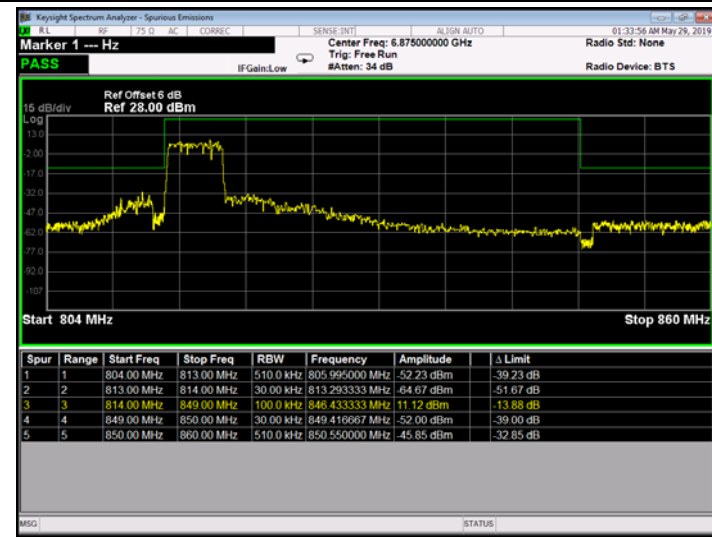 Keysight Spectrum Analyzer - Spurious Emissions
RL RF 75 Ω AC CORREC SENSE:INT ALIGN AUTO 01:33:56 AM May 29, 2019
Marker 1 --- Hz Center Freq: 6.875000000 GHz Radio Std: None
Trig: Free Run
PASS IFGain:Low #Atten: 34 dB Radio Device: BTS
Ref Offset 6 dB
15 dB/div Ref 28.00 dBm
Log
13.0
-2.00
-17.0
-32.0
-47.0
-62.0
-77.0
-92.0
-107
Start 804 MHz Stop 860 MHz
Spur Range Start Freq Stop Freq RBW Frequency Amplitude Δ Limit
1 1 804.00 MHz 813.00 MHz 510.0 kHz 805.995000 MHz -52.23 dBm -39.23 dB
2 2 813.00 MHz 814.00 MHz 30.00 kHz 813.293333 MHz -64.67 dBm -51.67 dB
3 3 814.00 MHz 849.00 MHz 100.0 kHz 846.433333 MHz 11.12 dBm -13.88 dB
4 4 849.00 MHz 850.00 MHz 30.00 kHz 849.416667 MHz -52.00 dBm -39.00 dB
5 5 850.00 MHz 860.00 MHz 510.0 kHz 850.550000 MHz -45.85 dBm -32.85 dB
MSG STATUS